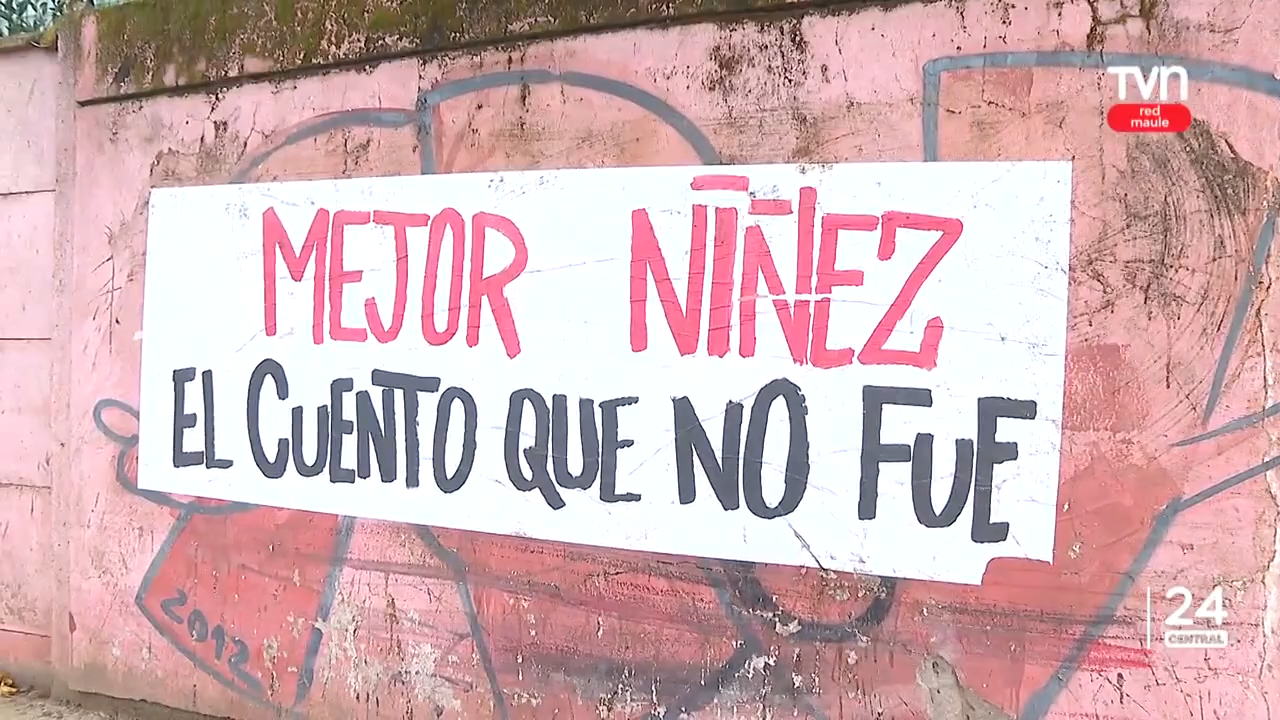 TVN
red
maule
MEJOR NIÑEZ
EL CUENTO QUE NO FUE
2012
24
CENTRAL